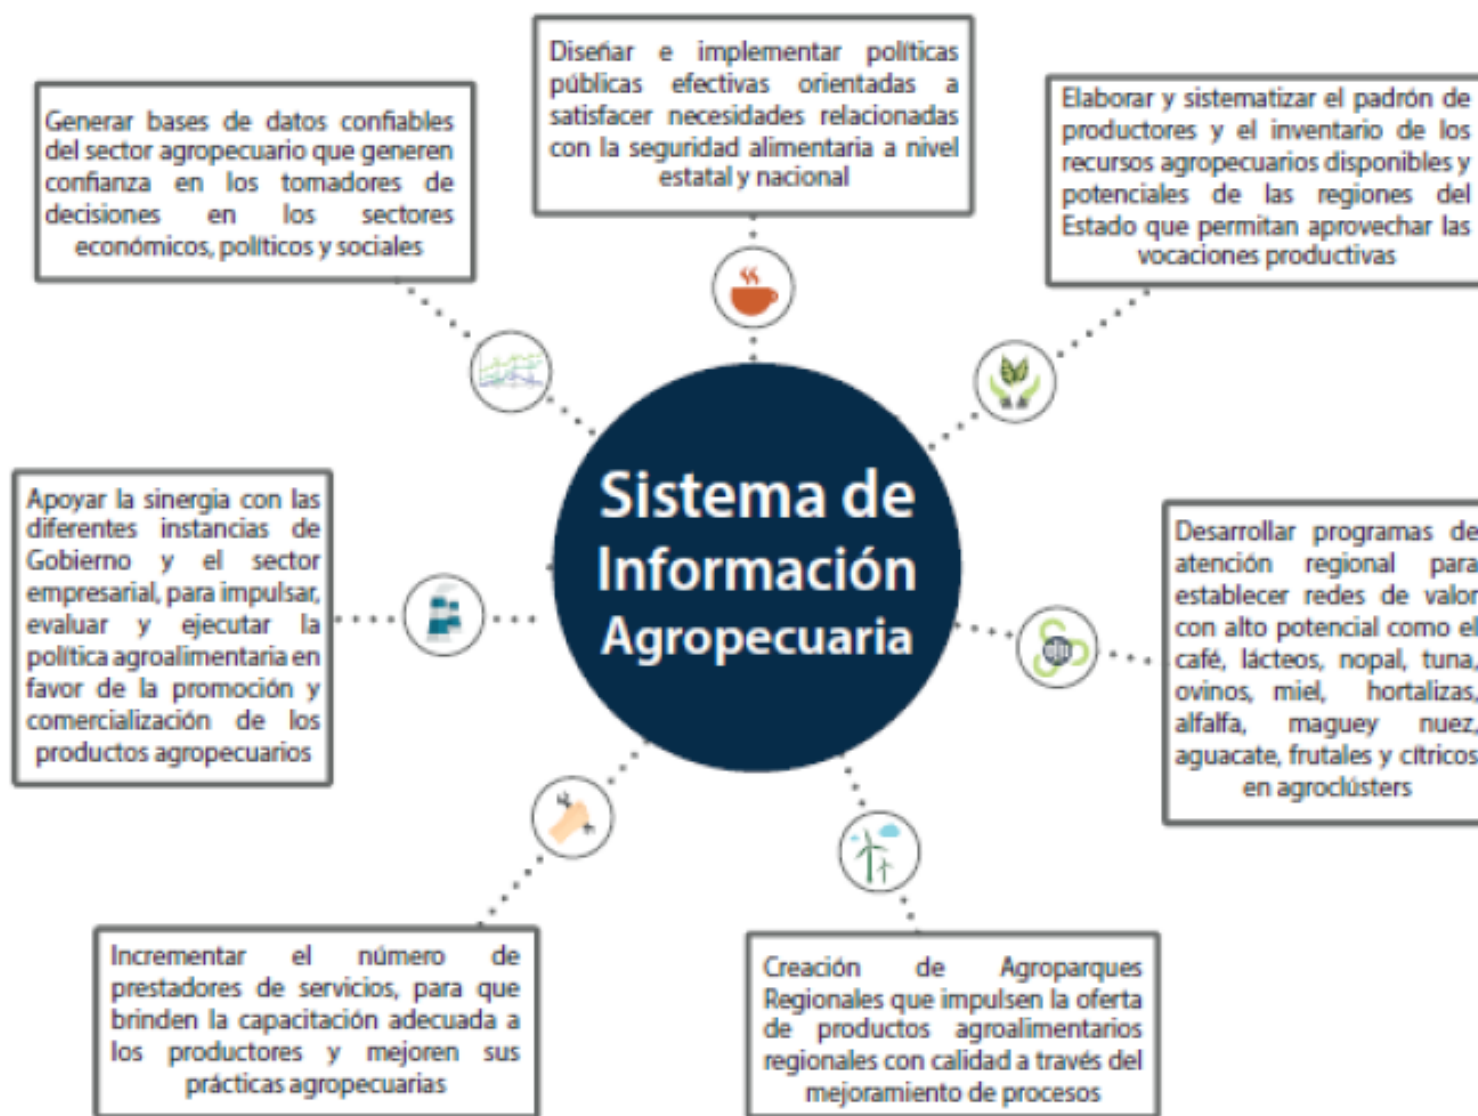 Diseñar e implementar políticas
públicas efectivas orientadas a
satisfacer necesidades relacionadas
con la seguridad alimentaria a nivel
estatal y nacional
Generar bases de datos confiables
del sector agropecuario que generen
confianza en los tomadores de
decisiones en los sectores
económicos, políticos y sociales
Elaborar y sistematizar el padrón de
productores y el inventario de los
recursos agropecuarios disponibles y
potenciales de las regiones del
Estado que permitan aprovechar las
vocaciones productivas
Sistema de
Información
Agropecuaria
Apoyar la sinergia con las
diferentes instancias de
Gobierno y el sector
empresarial, para impulsar,
evaluar y ejecutar la
política agroalimentaria en
favor de la promoción y
comercialización de los
productos agropecuarios
Desarrollar programas de
atención regional para
establecer redes de valor
con alto potencial como el
café, lácteos, nopal, tuna,
ovinos, miel, hortalizas,
alfalfa, maguey nuez,
aguacate, frutales y cítricos
en agroclústers
Incrementar el número de
prestadores de servicios, para que
brinden la capacitación adecuada a
los productores y mejoren sus
prácticas agropecuarias
Creación de Agroparques
Regionales que impulsen la oferta
de productos agroalimentarios
regionales con calidad a través del
mejoramiento de procesos